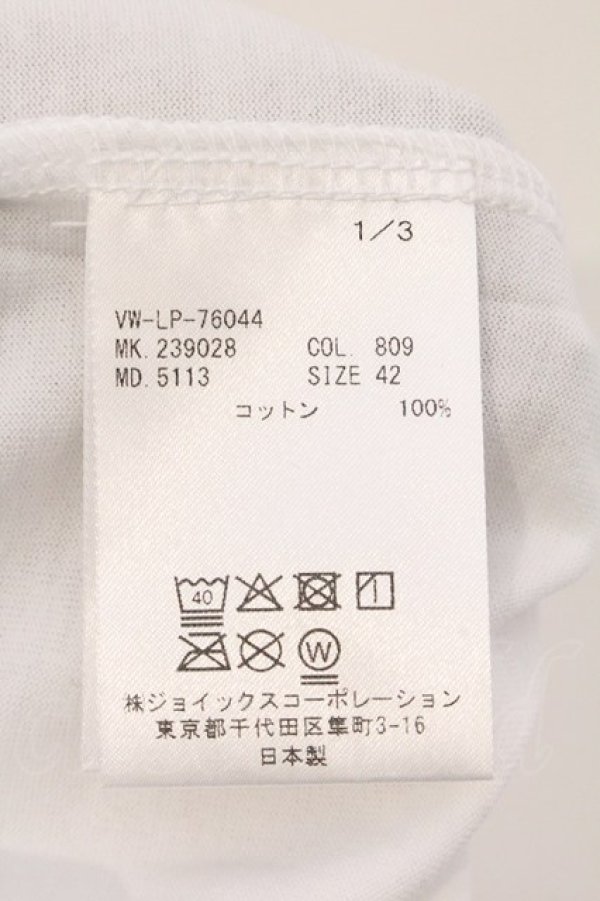 1/3
VW-LP-76044
MK. 239028 COL. 809
MD. 5113 SIZE 42
コットン 100%
40
W
㈱ジョイックスコーポレーション
東京都千代田区隼町3-16
日本製